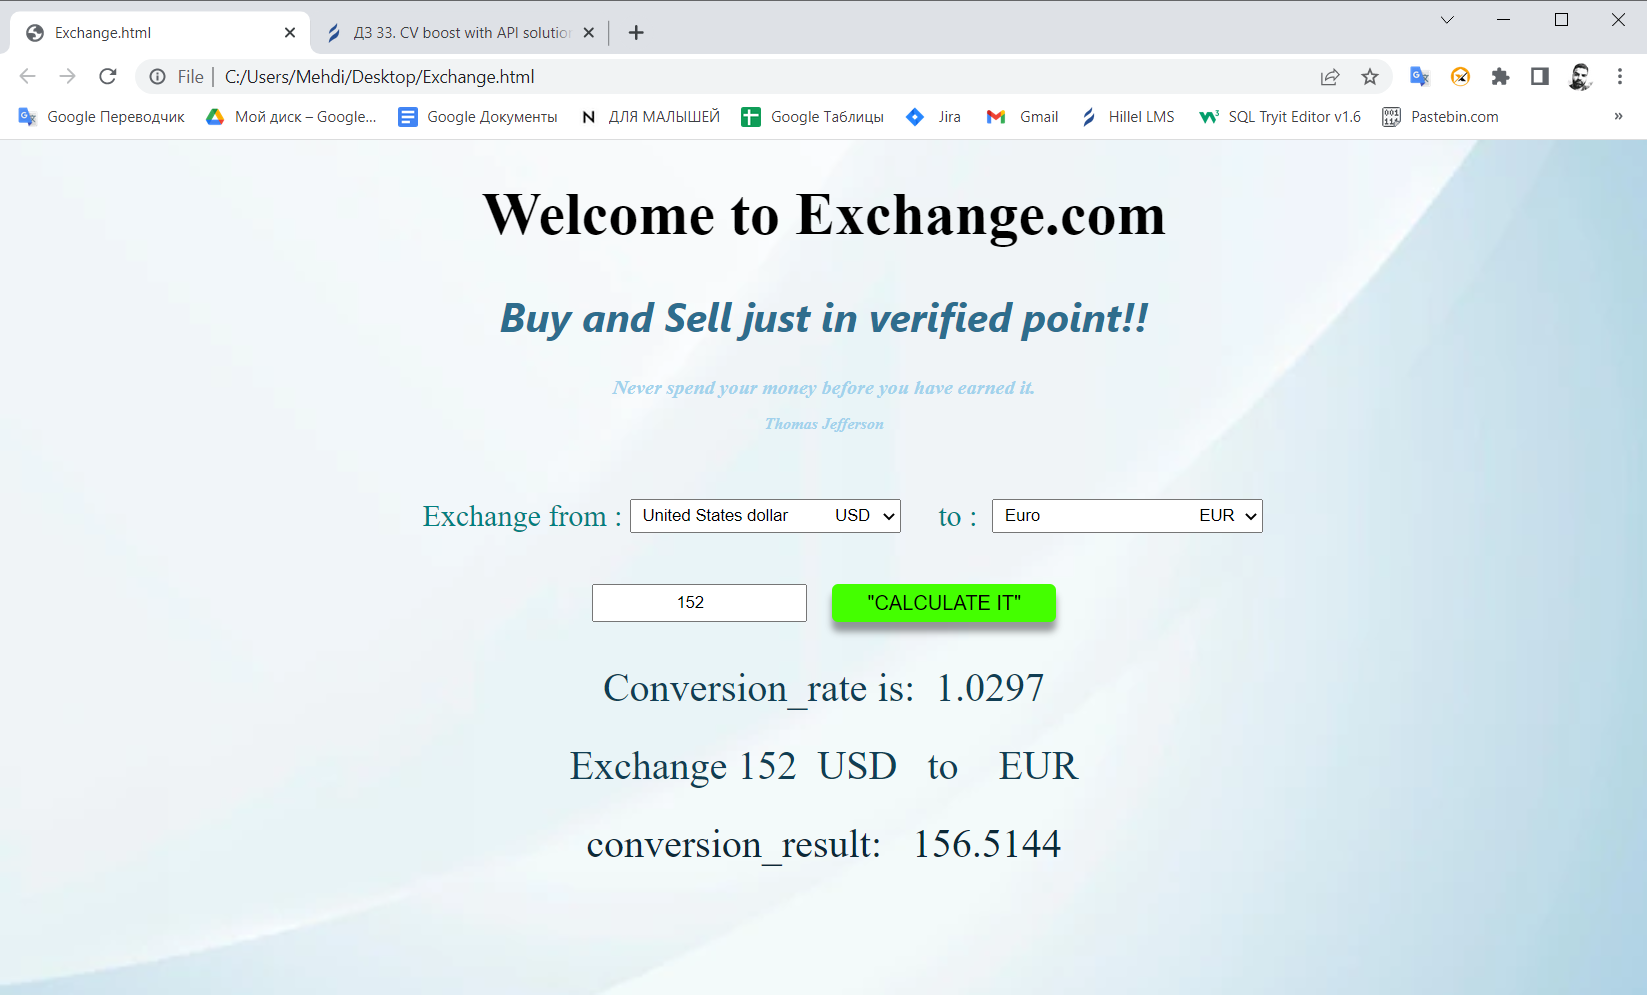 Exchange.html
ДЗ 33. CV boost with API solution
File | C:/Users/Mehdi/Desktop/Exchange.html
Google Переводчик Мой диск – Google... Google Документы ДЛЯ МАЛЫШЕЙ Google Таблицы Jira Gmail Hillel LMS SQL Tryit Editor v1.6 Pastebin.com »
Welcome to Exchange.com
Buy and Sell just in verified point!!
Never spend your money before you have earned it.
Thomas Jefferson
Exchange from : United States dollar USD to : Euro EUR
152 "CALCULATE IT"
Conversion_rate is: 1.0297
Exchange 152 USD to EUR
conversion_result: 156.5144